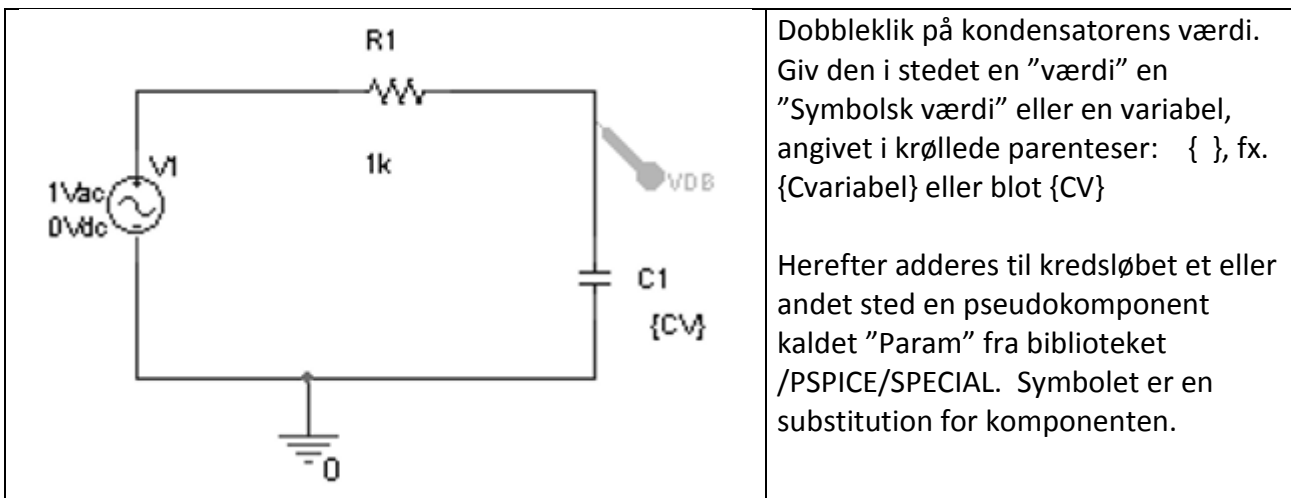 R1
1k
V1
1Vac
0Vdc
VDB
C1
{CV}
0
Dobbleklik på kondensatorens værdi.
Giv den i stedet en ”værdi” en
”Symbolsk værdi” eller en variabel,
angivet i krøllede parenteser: { }, fx.
{Cvariabel} eller blot {CV}
Herefter adderes til kredsløbet et eller
andet sted en pseudokomponent
kaldet ”Param” fra biblioteket
/PSPICE/SPECIAL. Symbolet er en
substitution for komponenten.